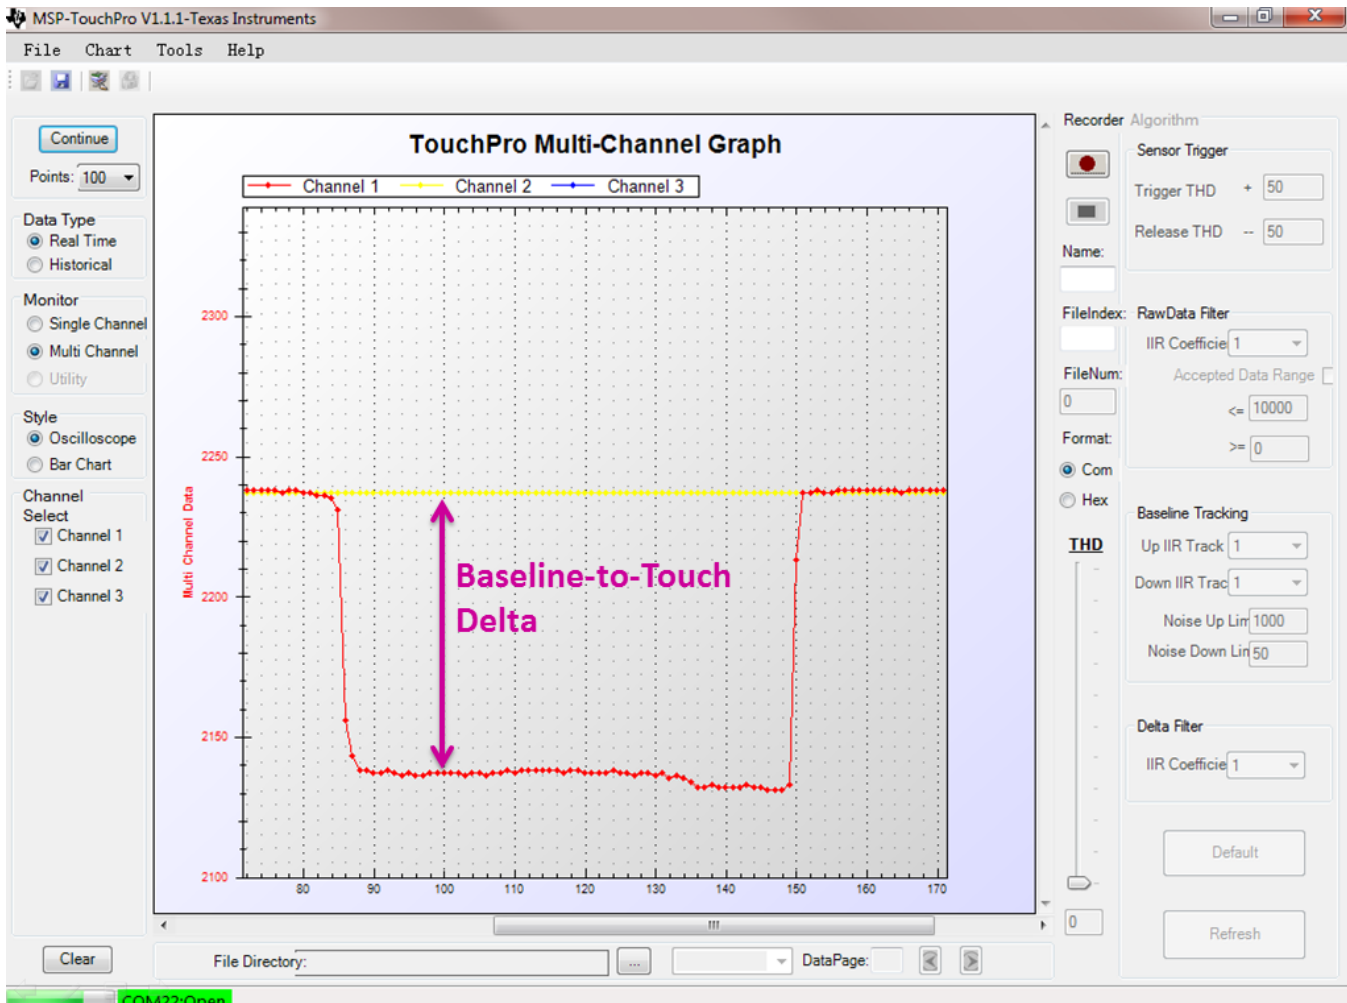 MSP-TouchPro V1.1.1-Texas Instruments
File Chart Tools Help
Continue
Points: 100
Data Type
Real Time
Historical
Monitor
Single Channel
Multi Channel
Utility
Style
Oscilloscope
Bar Chart
Channel
Select
Channel 1
Channel 2
Channel 3
Clear
TouchPro Multi-Channel Graph
Channel 1 Channel 2 Channel 3
Multi Channel Data
2300
2250
2200
2150
2100
80 90 100 110 120 130 140 150 160 170
Baseline-to-Touch
Delta
File Directory: ... DataPage:
Recorder Algorithm
Name:
FileIndex:
FileNum:
0
Format:
Com
Hex
THD
0
Sensor Trigger
Trigger THD + 50
Release THD -- 50
RawData Filter
IIR Coefficie 1
Accepted Data Range
<= 10000
>= 0
Baseline Tracking
Up IIR Track 1
Down IIR Trac 1
Noise Up Lim 1000
Noise Down Lin 50
Delta Filter
IIR Coefficie 1
Default
Refresh
COM22:Open